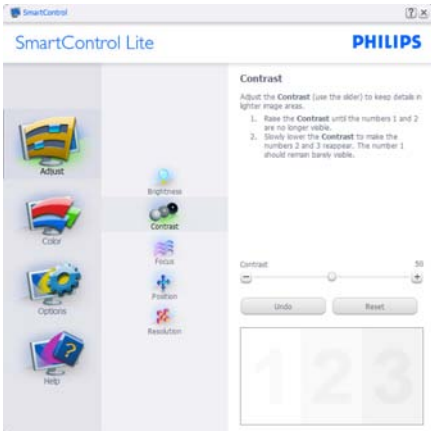 SmartControl
SmartControl Lite
PHILIPS
Adjust
Color
Options
Help
Brightness
Contrast
Focus
Position
Resolution
Contrast
Adjust the Contrast (use the slider) to keep details in
lighter image areas.
1. Raise the Contrast until the numbers 1 and 2
are no longer visible.
2. Slowly lower the Contrast to make the
numbers 2 and 3 reappear. The number 1
should remain barely visible.
Contrast 50
Undo Reset
1 2 3